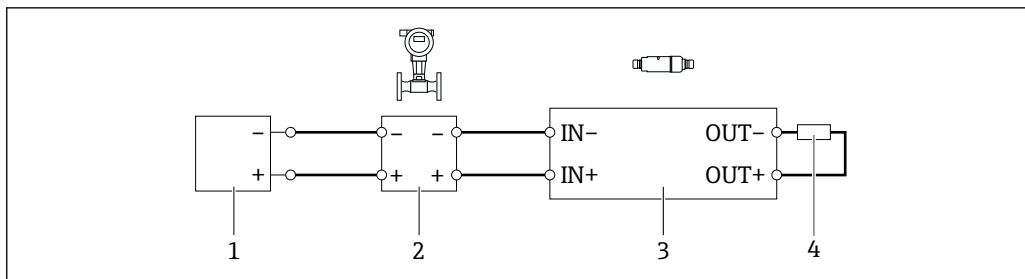 − − − IN− OUT−
+ + + IN+ OUT+
1 2 3 4